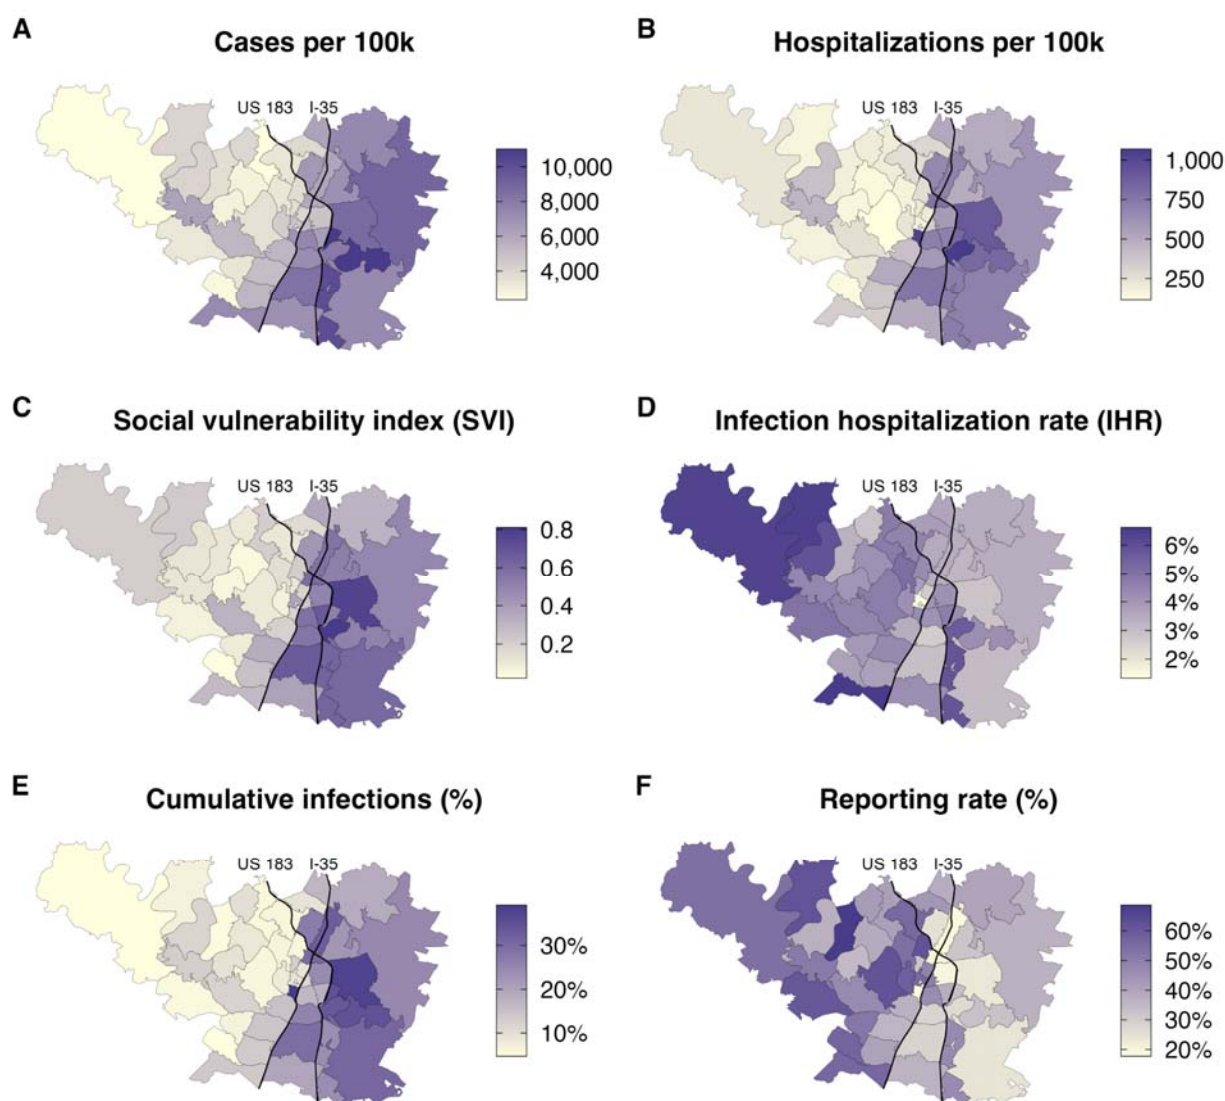 A
Cases per 100k
US 183 I-35
10,000
8,000
6,000
4,000
B
Hospitalizations per 100k
US 183 I-35
1,000
750
500
250
C
Social vulnerability index (SVI)
US 183 I-35
0.8
0.6
0.4
0.2
D
Infection hospitalization rate (IHR)
US 183 I-35
6%
5%
4%
3%
2%
E
Cumulative infections (%)
US 183 I-35
30%
20%
10%
F
Reporting rate (%)
US 183 I-35
60%
50%
40%
30%
20%